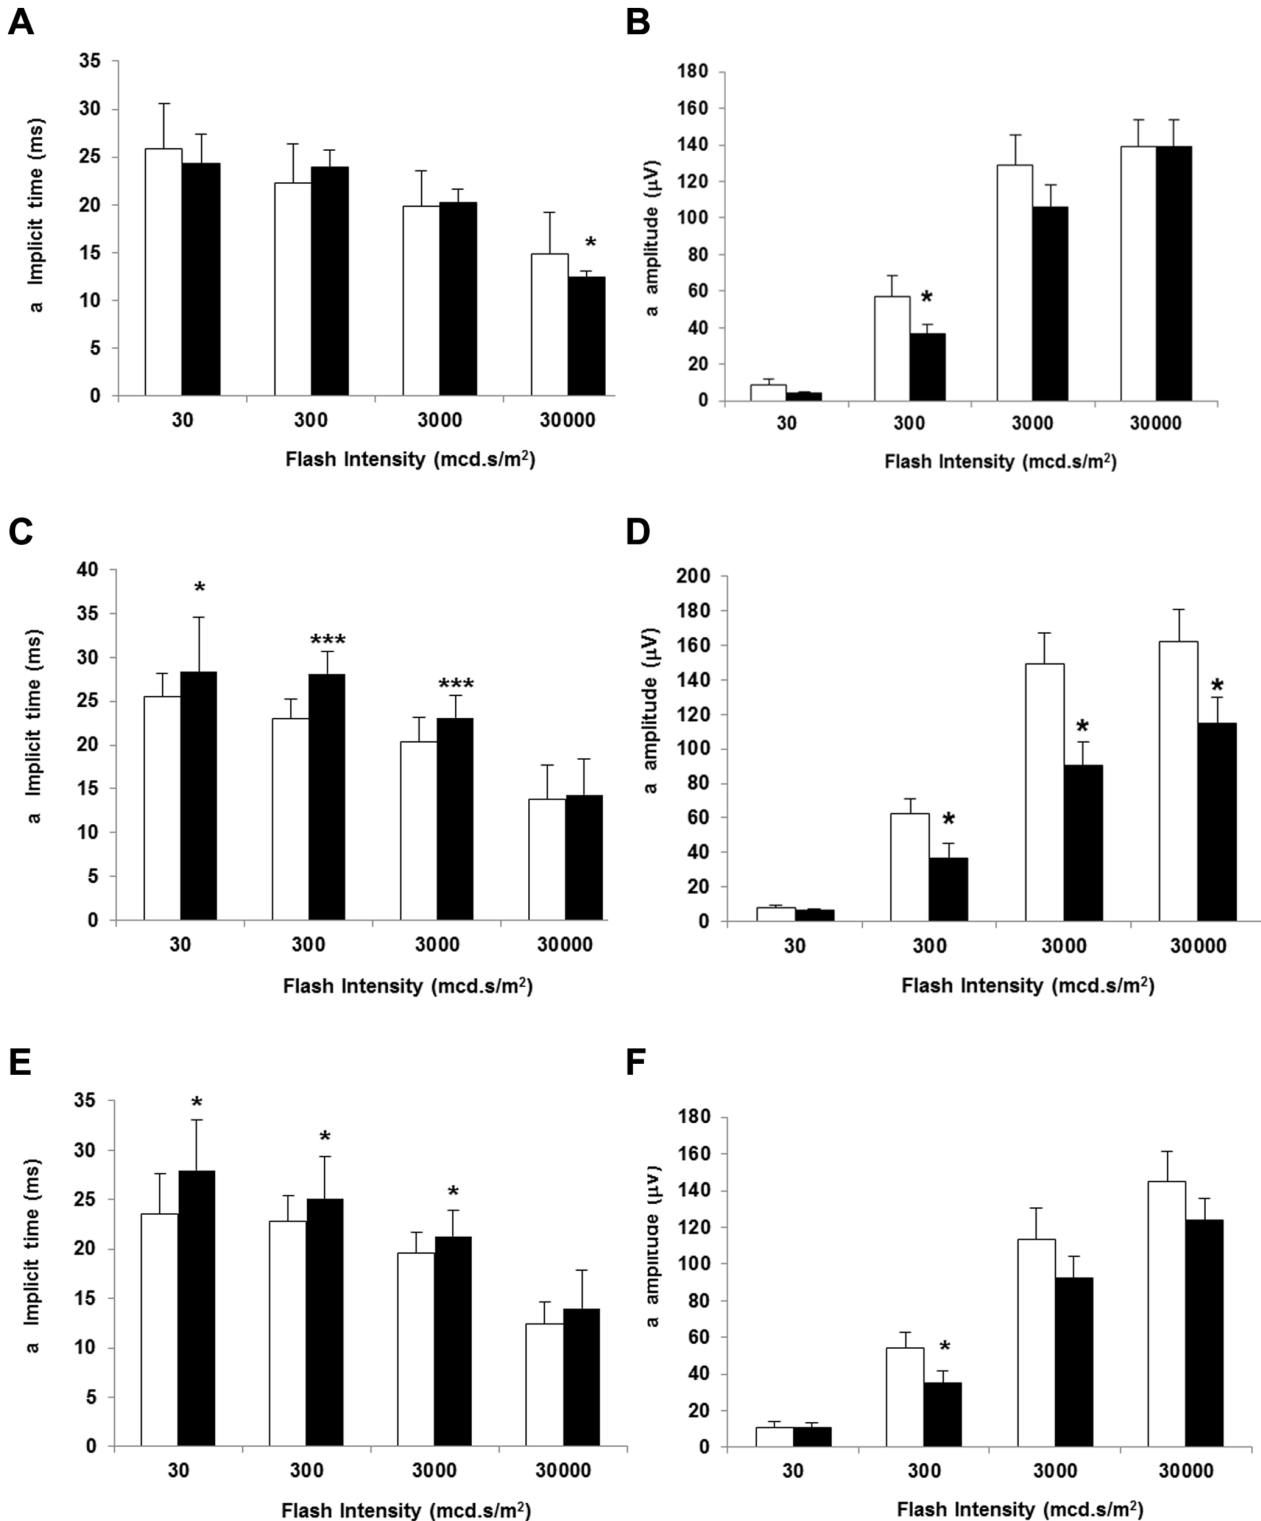 A
35
30
25
20
15
10
5
0
a Implicit time (ms)
*
30 300 3000 30000
Flash Intensity (mcd.s/m²)
B
180
160
140
120
100
80
60
40
20
0
a amplitude (µV)
*
30 300 3000 30000
Flash Intensity (mcd.s/m²)
C
40
35
30
25
20
15
10
5
0
a Implicit time (ms)
* *** ***
30 300 3000 30000
Flash Intensity (mcd.s/m²)
D
200
180
160
140
120
100
80
60
40
20
0
a amplitude (µV)
* * *
30 300 3000 30000
Flash Intensity (mcd.s/m²)
E
35
30
25
20
15
10
5
0
a Implicit time (ms)
* * *
30 300 3000 30000
Flash Intensity (mcd.s/m²)
F
180
160
140
120
100
80
60
40
20
0
a amplitude (µV)
*
30 300 3000 30000
Flash Intensity (mcd.s/m²)